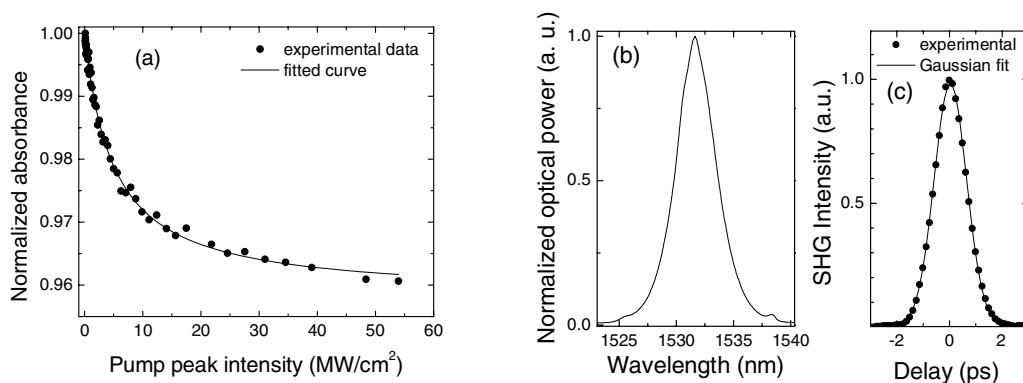 (a)
experimental data
fitted curve
1.00
0.99
0.98
0.97
0.96
Normalized absorbance
0 10 20 30 40 50 60
Pump peak intensity (MW/cm²)
(b)
1.0
0.5
0.0
Normalized optical power (a. u.)
1525 1530 1535 1540
Wavelength (nm)
experimental
Gaussian fit
(c)
1.0
0.5
SHG Intensity (a.u.)
-2 0 2
Delay (ps)